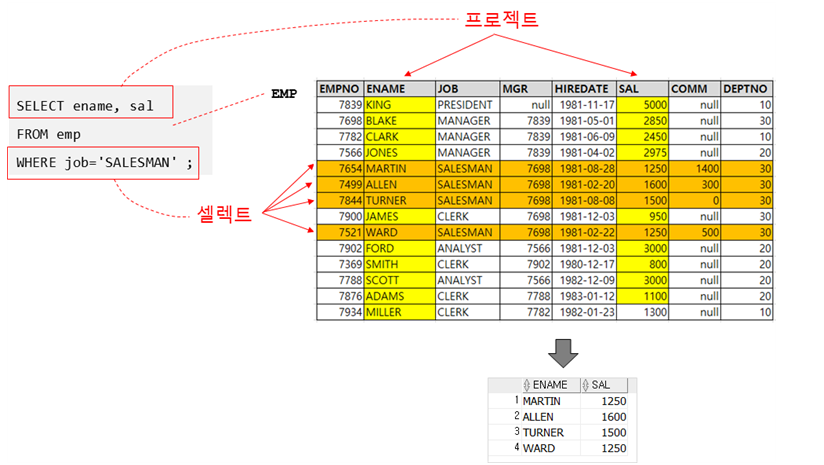 프로젝트
SELECT ename, sal
FROM emp
WHERE job='SALESMAN' ;
셀렉트
EMP
EMPNO ENAME JOB MGR HIREDATE SAL COMM DEPTNO
7839 KING PRESIDENT null 1981-11-17 5000 null 10
7698 BLAKE MANAGER 7839 1981-05-01 2850 null 30
7782 CLARK MANAGER 7839 1981-06-09 2450 null 10
7566 JONES MANAGER 7839 1981-04-02 2975 null 20
7654 MARTIN SALESMAN 7698 1981-08-28 1250 1400 30
7499 ALLEN SALESMAN 7698 1981-02-20 1600 300 30
7844 TURNER SALESMAN 7698 1981-08-08 1500 0 30
7900 JAMES CLERK 7698 1981-12-03 950 null 30
7521 WARD SALESMAN 7698 1981-02-22 1250 500 30
7902 FORD ANALYST 7566 1981-12-03 3000 null 20
7369 SMITH CLERK 7902 1980-12-17 800 null 20
7788 SCOTT ANALYST 7566 1982-12-09 3000 null 20
7876 ADAMS CLERK 7788 1983-01-12 1100 null 20
7934 MILLER CLERK 7782 1982-01-23 1300 null 10
ENAME SAL
1 MARTIN 1250
2 ALLEN 1600
3 TURNER 1500
4 WARD 1250